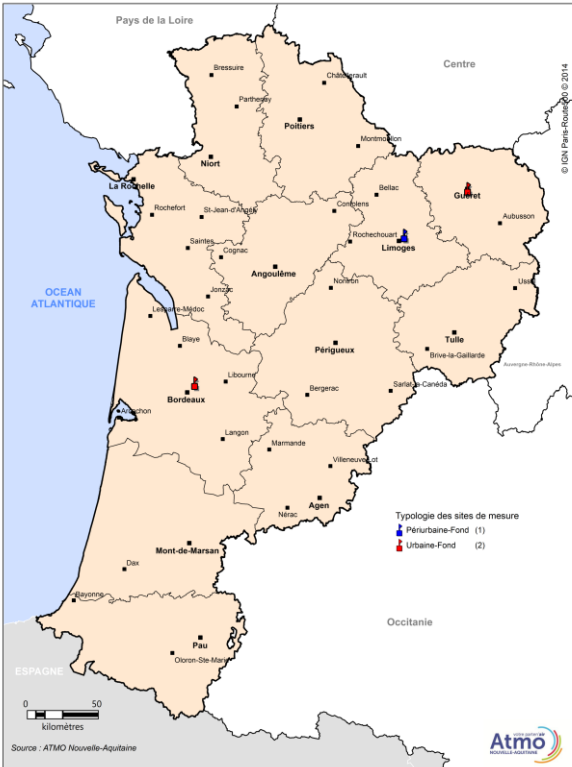 Pays de la Loire
Centre
© IGN Paris-Route500 © 2014
Bressuire
Châtellerault
Parthenay
Poitiers
Montmorillon
Niort
La Rochelle
Bellac
Guéret
Rochefort
St-Jean-d'Angély
Confolens
Aubusson
Saintes
Cognac
Rochechouart
Limoges
Angoulême
OCEAN
ATLANTIQUE
Jonzac
Nontron
Ussel
Lesparre-Médoc
Blaye
Périgueux
Tulle
Brive-la-Gaillarde
Auvergne-Rhône-Alpes
Libourne
Bordeaux
Bergerac
Sarlat-la-Canéda
Arcachon
Langon
Marmande
Villeneuve-Lot
Agen
Nérac
Typologie des sites de mesure
Périurbaine-Fond (1)
Urbaine-Fond (2)
Mont-de-Marsan
Dax
Bayonne
Occitanie
Pau
Oloron-Ste-Marie
ESPAGNE
0 50
kilomètres
Source : ATMO Nouvelle-Aquitaine
Atmo
NOUVELLE-AQUITAINE